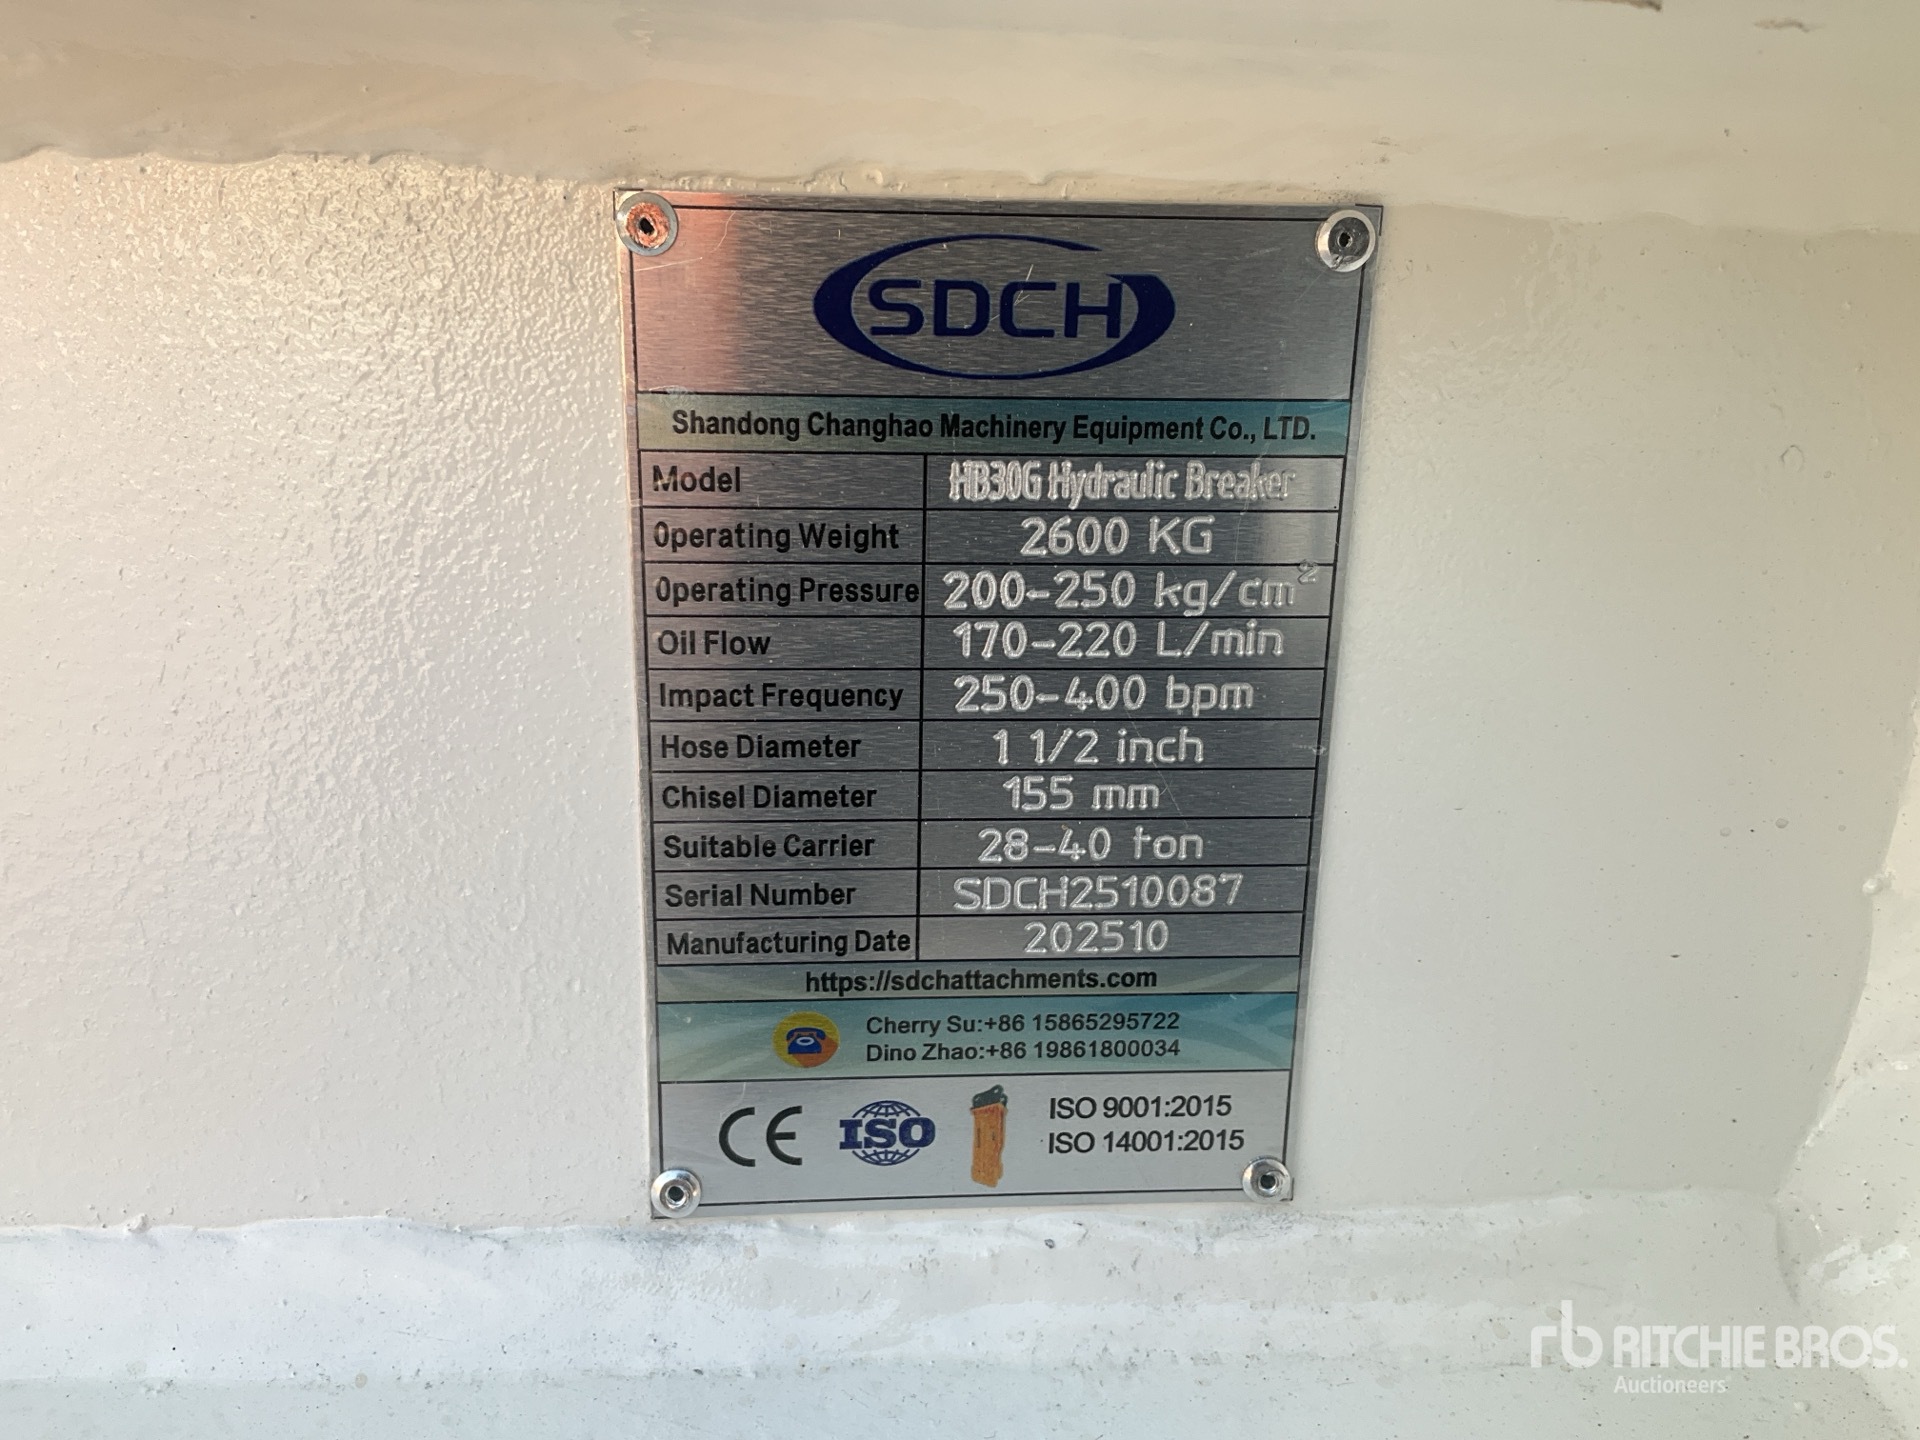 SDCH
Shandong Changhao Machinery Equipment Co., LTD.
Model HB30G Hydraulic Breaker
Operating Weight 2600 KG
Operating Pressure 200-250 kg/cm²
Oil Flow 170-220 L/min
Impact Frequency 250-400 bpm
Hose Diameter 1 1/2 inch
Chisel Diameter 155 mm
Suitable Carrier 28-40 ton
Serial Number SDCH2510087
Manufacturing Date 202510
https://sdchattachments.com
Cherry Su:+86 15865295722
Dino Zhao:+86 19861800034
CE ISO ISO 9001:2015
ISO 14001:2015
rb RITCHIE BROS.
Auctioneers